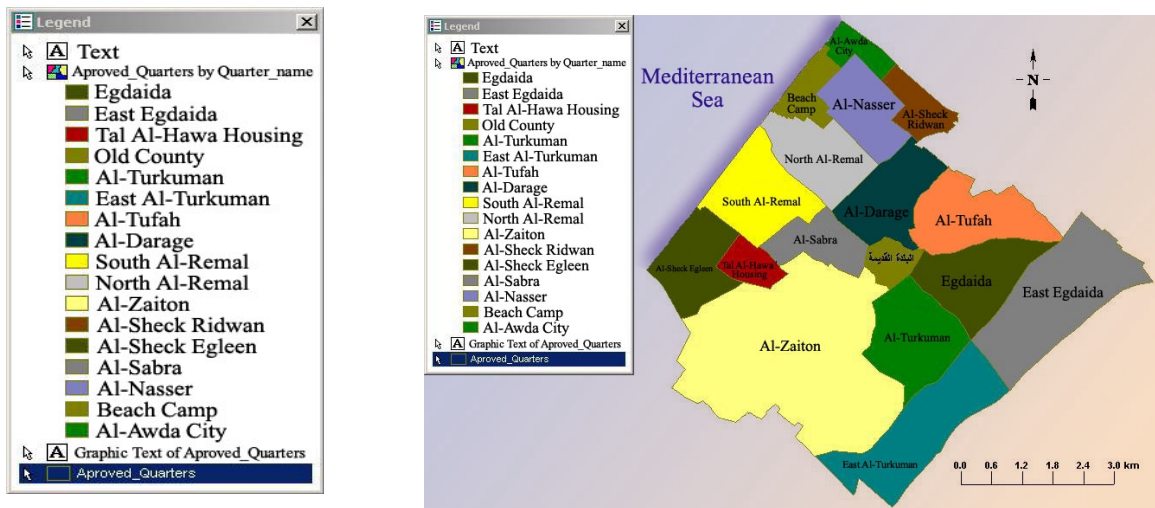 Legend
Text
Aproved_Quarters by Quarter_name
Egdaida
East Egdaida
Tal Al-Hawa Housing
Old County
Al-Turkuman
East Al-Turkuman
Al-Tufah
Al-Darage
South Al-Remal
North Al-Remal
Al-Zaiton
Al-Sheck Ridwan
Al-Sheck Egleen
Al-Sabra
Al-Nasser
Beach Camp
Al-Awda City
A Graphic Text of Aproved_Quarters
Aproved_Quarters
Legend
Text
Aproved_Quarters by Quarter_name
Egdaida
East Egdaida
Tal Al-Hawa Housing
Old County
Al-Turkuman
East Al-Turkuman
Al-Tufah
Al-Darage
South Al-Remal
North Al-Remal
Al-Zaiton
Al-Sheck Ridwan
Al-Sheck Egleen
Al-Sabra
Al-Nasser
Beach Camp
Al-Awda City
A Graphic Text of Aproved_Quarters
Aproved_Quarters
Mediterranean
Sea
Al-Awda
City
Beach
Camp
Al-Nasser
Al-Sheck
Ridwan
N
North Al-Remal
South Al-Remal
Al-Darage
Al-Tufah
Al-Sabra
البلدة القديمة
Al-Sheck Egleen
Tal Al-Hawa
Housing
Egdaida
East Egdaida
Al-Zaiton
Al-Turkuman
East Al-Turkuman
0.0 0.6 1.2 1.8 2.4 3.0 km